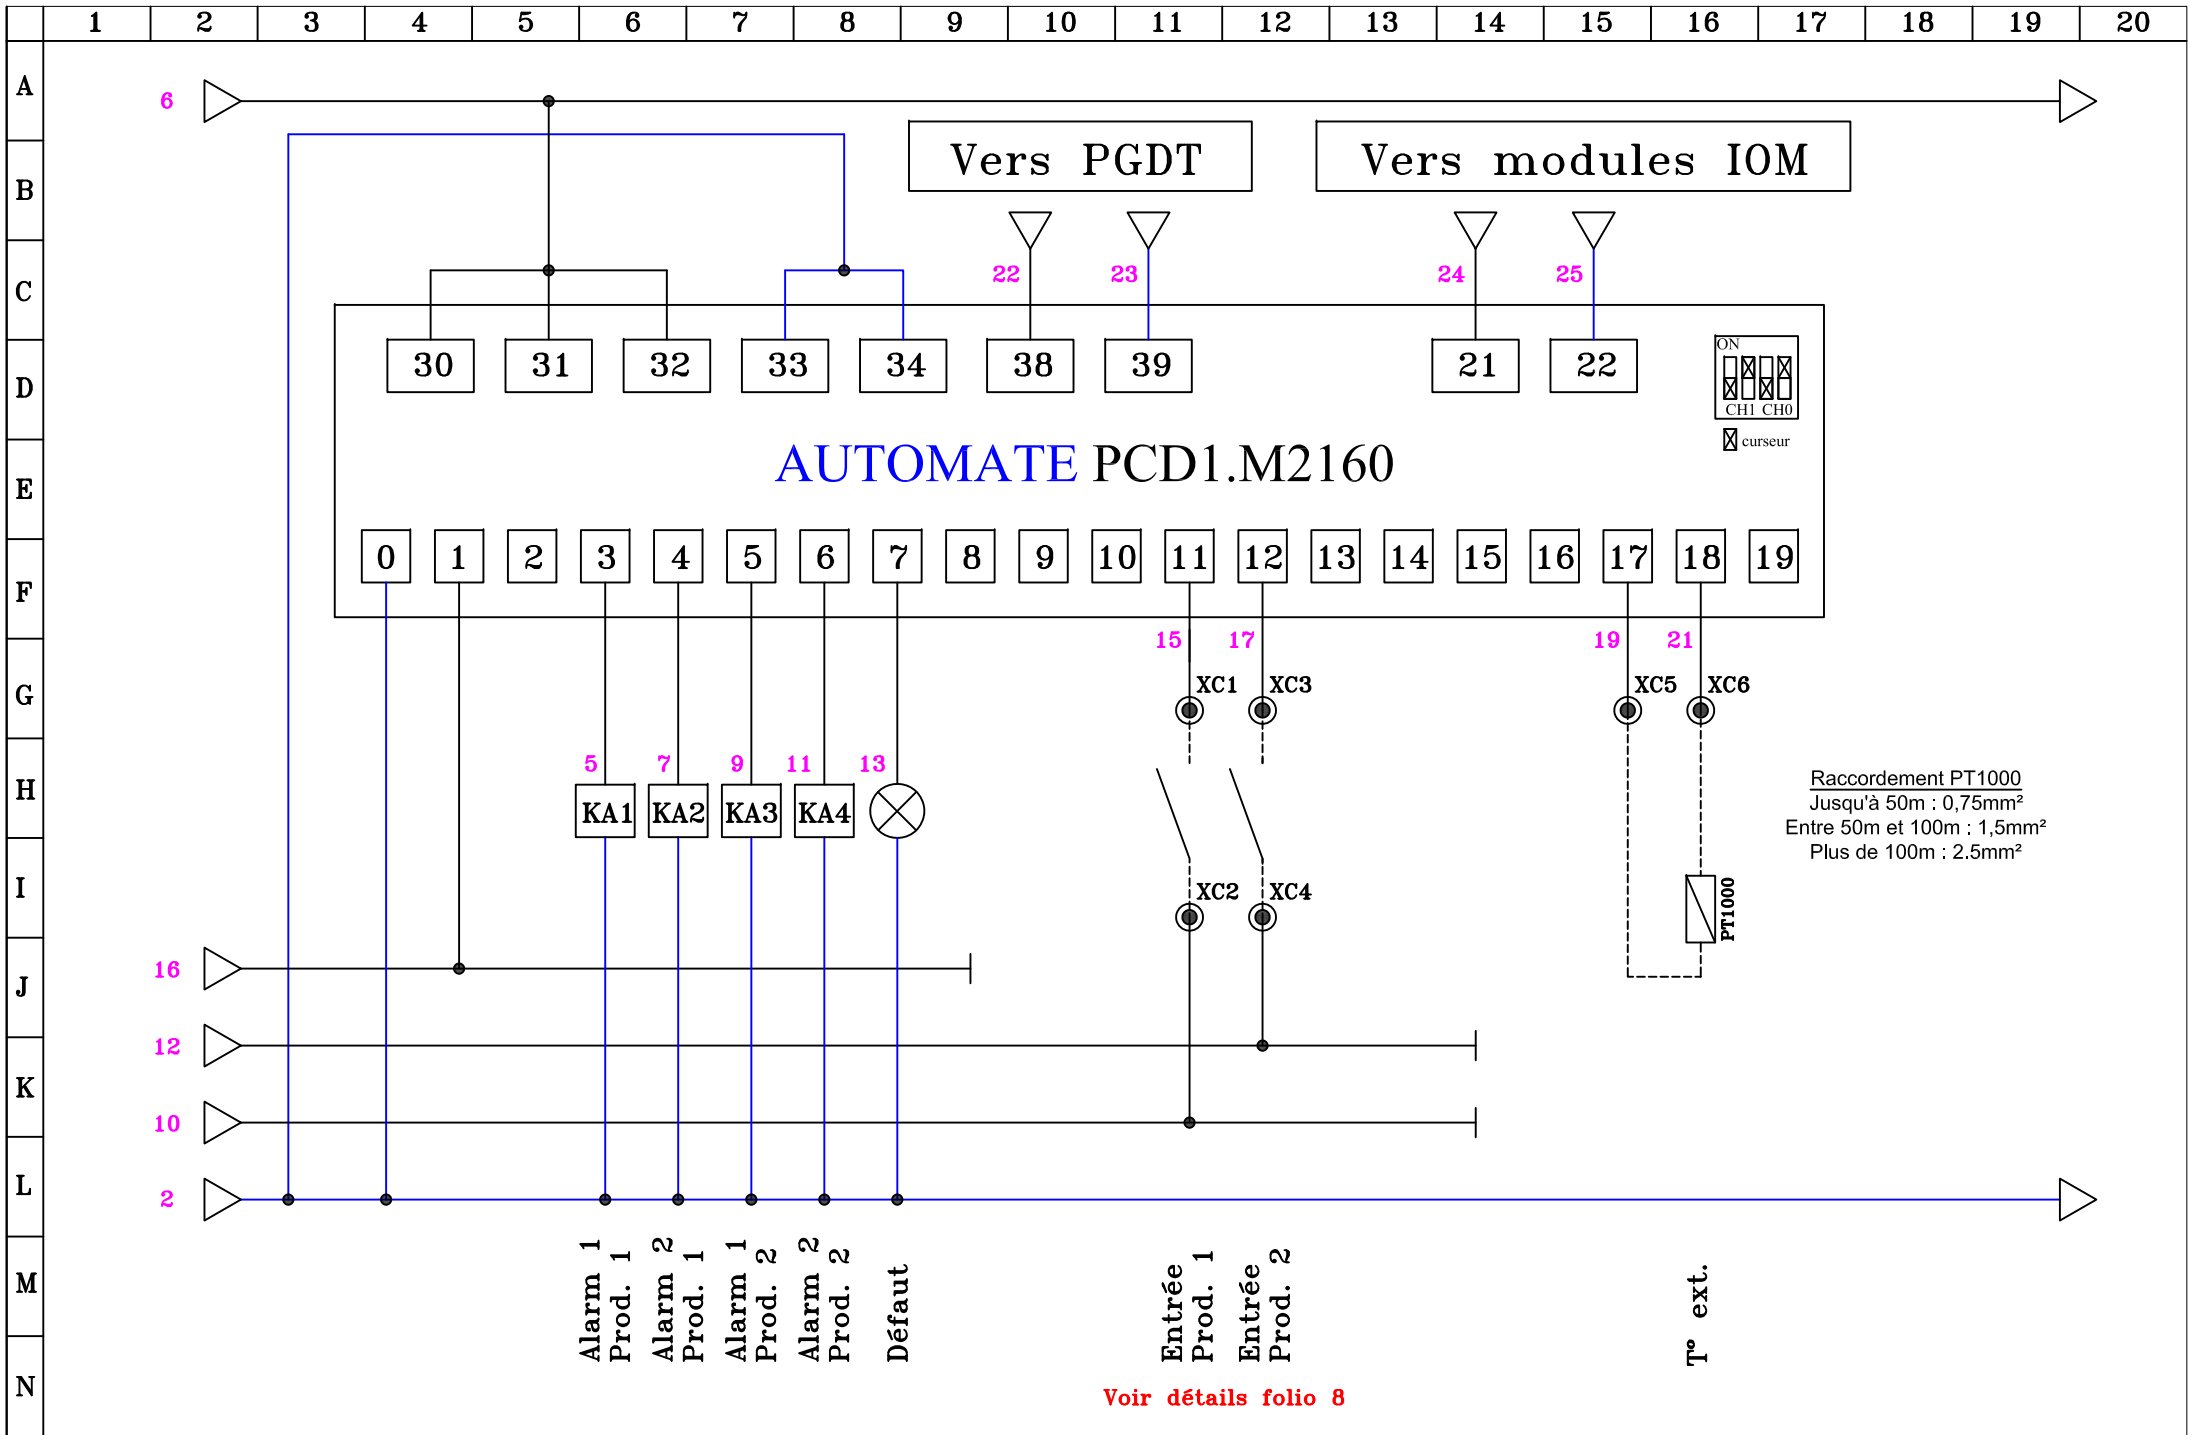 1 2 3 4 5 6 7 8 9 10 11 12 13 14 15 16 17 18 19 20
A
6
Vers PGDT Vers modules IOM
B
22 23 24 25
C
30 31 32 33 34 38 39 21 22
ON
CH1 CH0
D
curseur
AUTOMATE PCD1.M2160
E
0 1 2 3 4 5 6 7 8 9 10 11 12 13 14 15 16 17 18 19
F
15 17 19 21
XC1 XC3 XC5 XC6
G
5 7 9 11 13
KA1 KA2 KA3 KA4
H
Raccordement PT1000
Jusqu'à 50m : 0,75mm²
Entre 50m et 100m : 1,5mm²
Plus de 100m : 2.5mm²
XC2 XC4
PT1000
I
16
J
12
K
10
L
2
Alarm 1
Prod. 1
Alarm 2
Prod. 1
Alarm 1
Prod. 2
Alarm 2
Prod. 2
Défaut
Entrée
Prod. 1
Entrée
Prod. 2
T° ext.
M
N
Voir détails folio 8